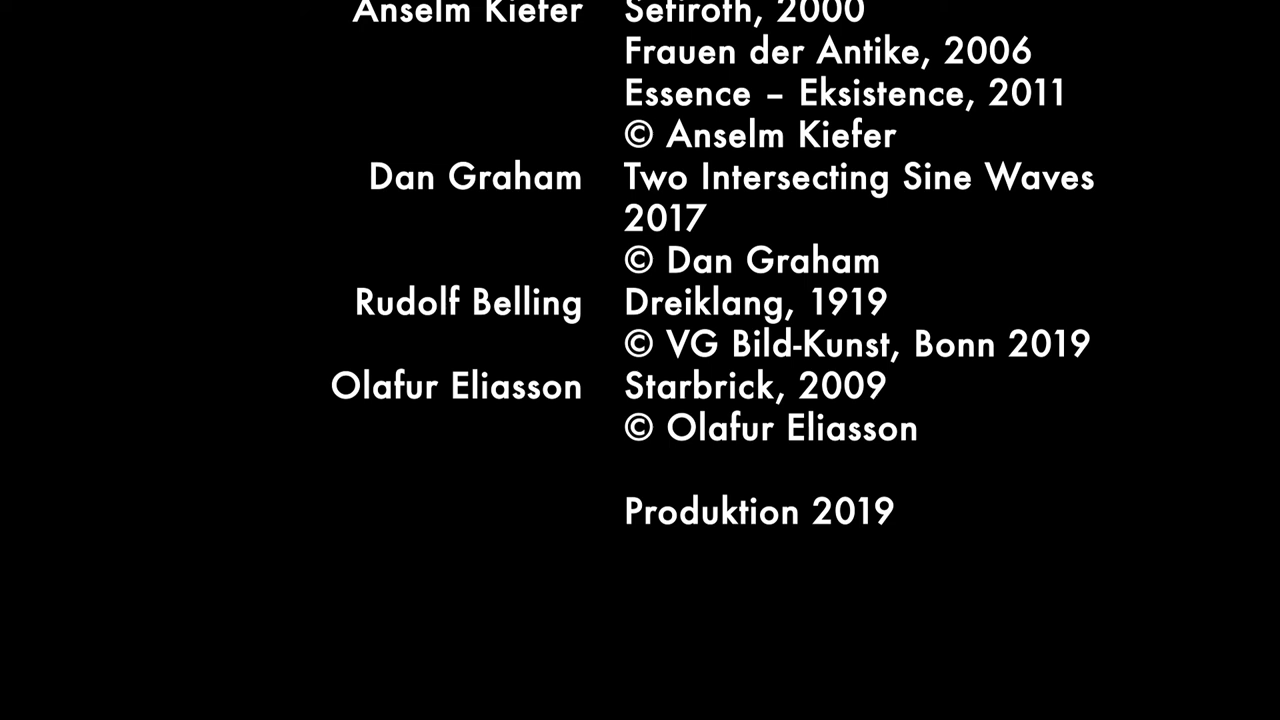 Anselm Kiefer Sefiroth, 2000
Frauen der Antike, 2006
Essence – Eksistence, 2011
© Anselm Kiefer
Dan Graham Two Intersecting Sine Waves
2017
© Dan Graham
Rudolf Belling Dreiklang, 1919
© VG Bild-Kunst, Bonn 2019
Olafur Eliasson Starbrick, 2009
© Olafur Eliasson
Produktion 2019